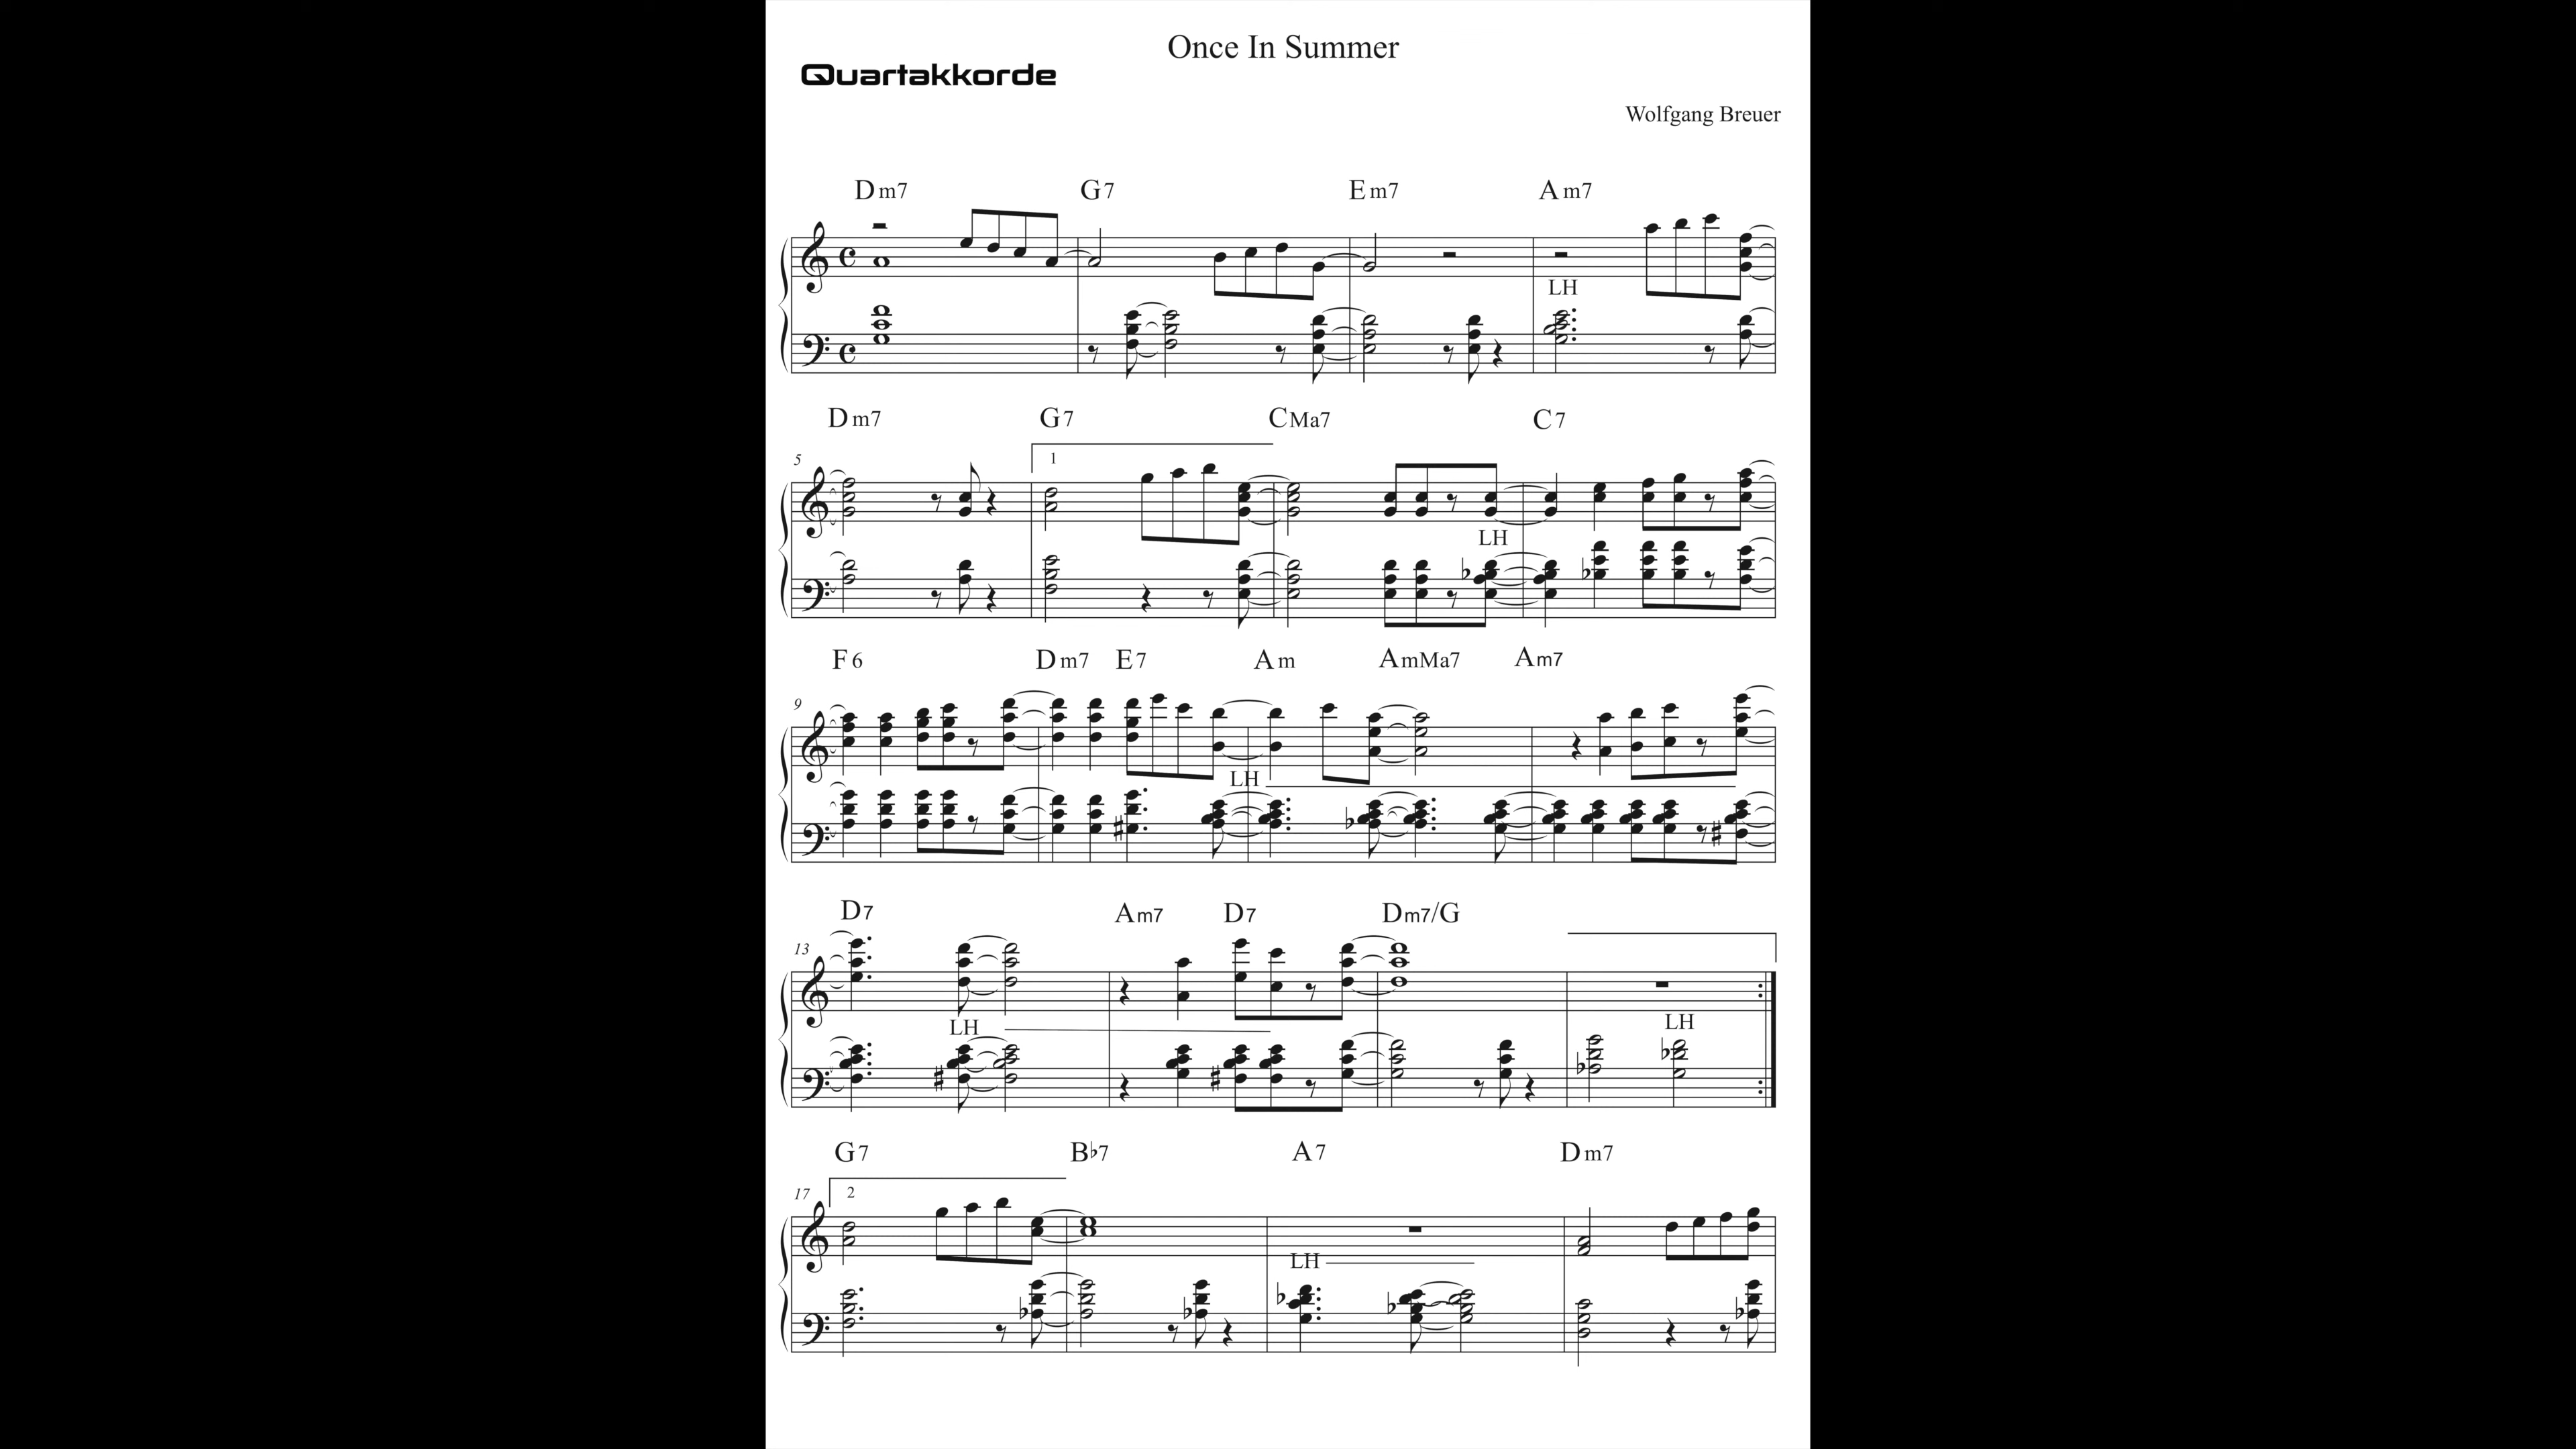 Once In Summer
Quartakkorde
Wolfgang Breuer
Dm7 G7 Em7 Am7
LH
Dm7 G7 CMa7 C7
5
1
LH
F6 Dm7 E7 Am AmMa7 Am7
9
LH
D7 Am7 D7 Dm7/G
13
LH LH
G7 B♭7 A7 Dm7
17
2
LH